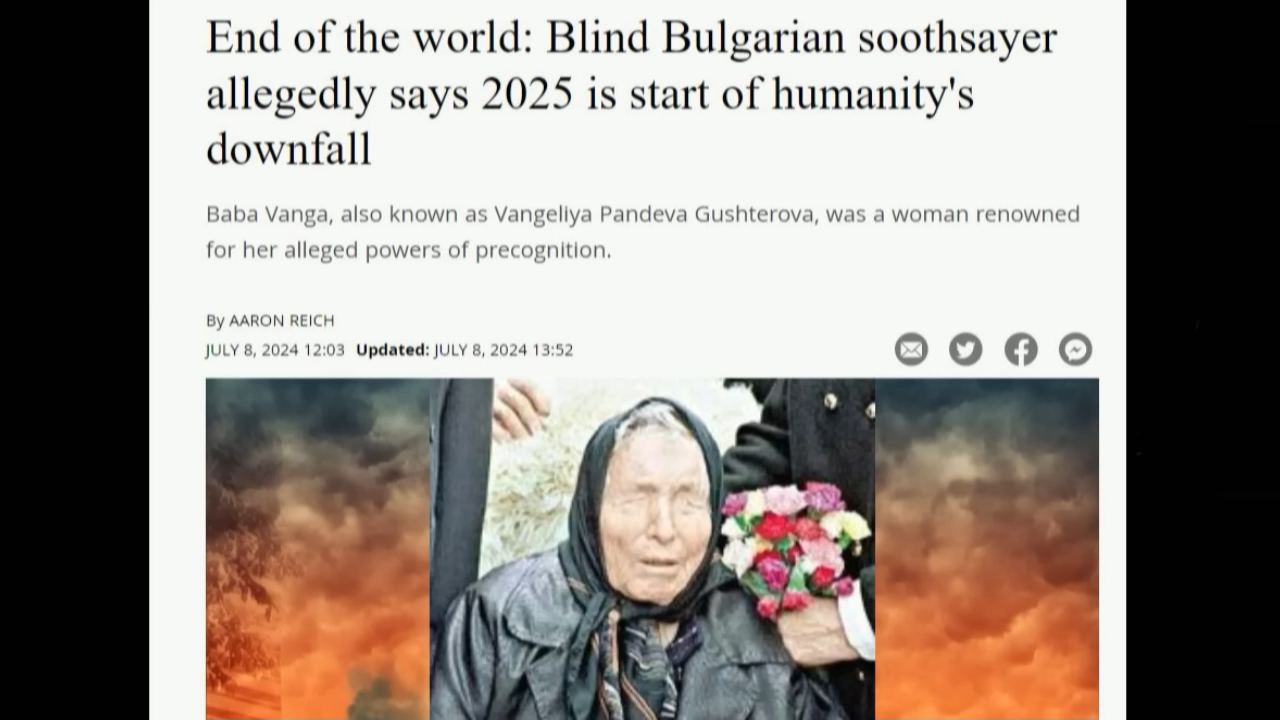 End of the world: Blind Bulgarian soothsayer
allegedly says 2025 is start of humanity's
downfall
Baba Vanga, also known as Vangeliya Pandeva Gushterova, was a woman renowned
for her alleged powers of precognition.
By AARON REICH
JULY 8, 2024 12:03 Updated: JULY 8, 2024 13:52